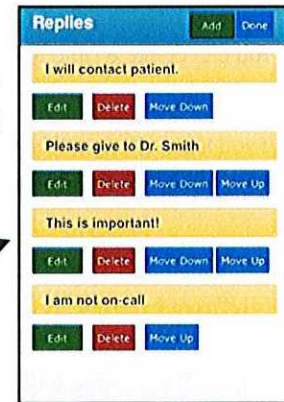 Replies Add Done
I will contact patient.
Edit Delete Move Down
Please give to Dr. Smith
Edit Delete Move Down Move Up
This is important!
Edit Delete Move Down Move Up
I am not on-call
Edit Delete Move Up